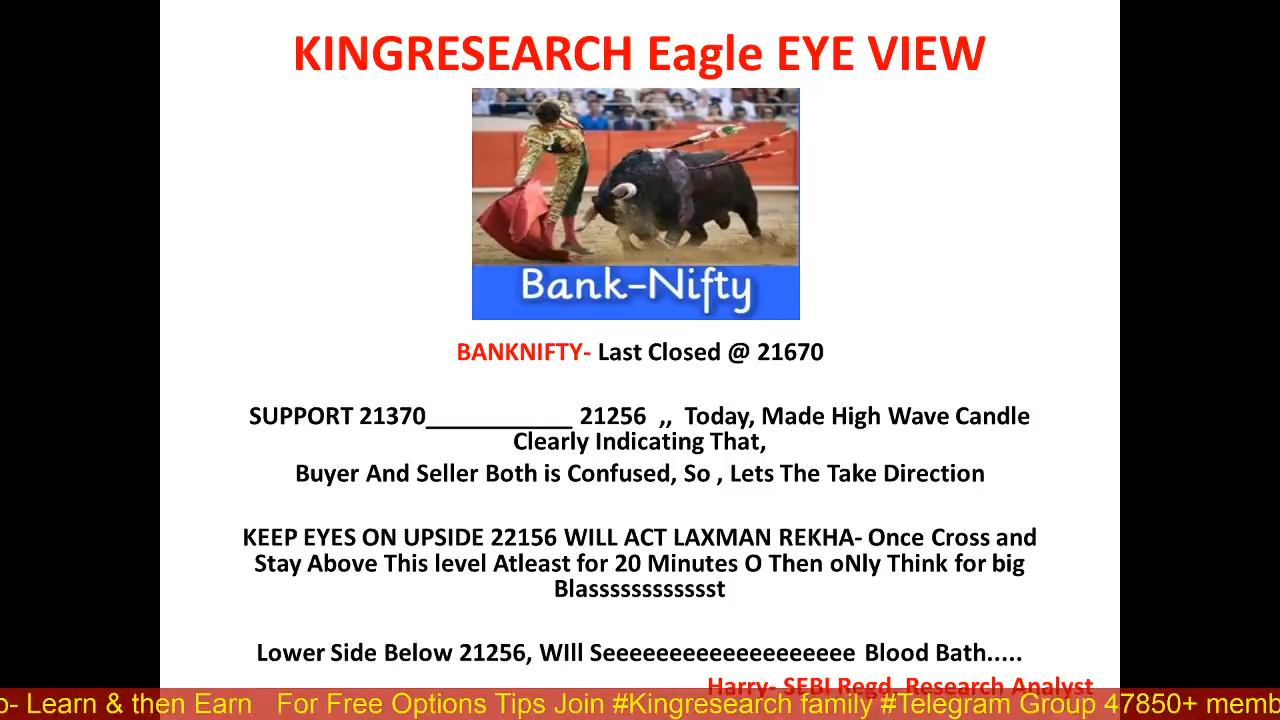 KINGRESEARCH Eagle EYE VIEW
Bank-Nifty
BANKNIFTY- Last Closed @ 21670
SUPPORT 21370___________ 21256 ,, Today, Made High Wave Candle
Clearly Indicating That,
Buyer And Seller Both is Confused, So , Lets The Take Direction
KEEP EYES ON UPSIDE 22156 WILL ACT LAXMAN REKHA- Once Cross and
Stay Above This level Atleast for 20 Minutes O Then oNly Think for big
Blasssssssssssst
Lower Side Below 21256, WIll Seeeeeeeeeeeeeeeeeee Blood Bath.....
Harry- SEBI Regd. Research Analyst
- Learn & then Earn For Free Options Tips Join #Kingresearch family #Telegram Group 47850+ memb